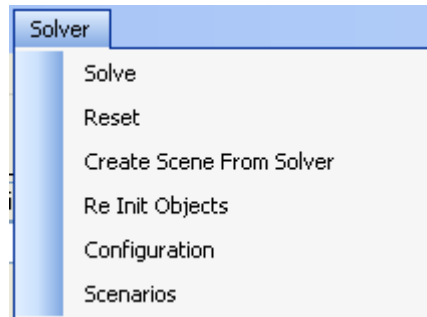 Solver
Solve
Reset
Create Scene From Solver
Re Init Objects
Configuration
Scenarios